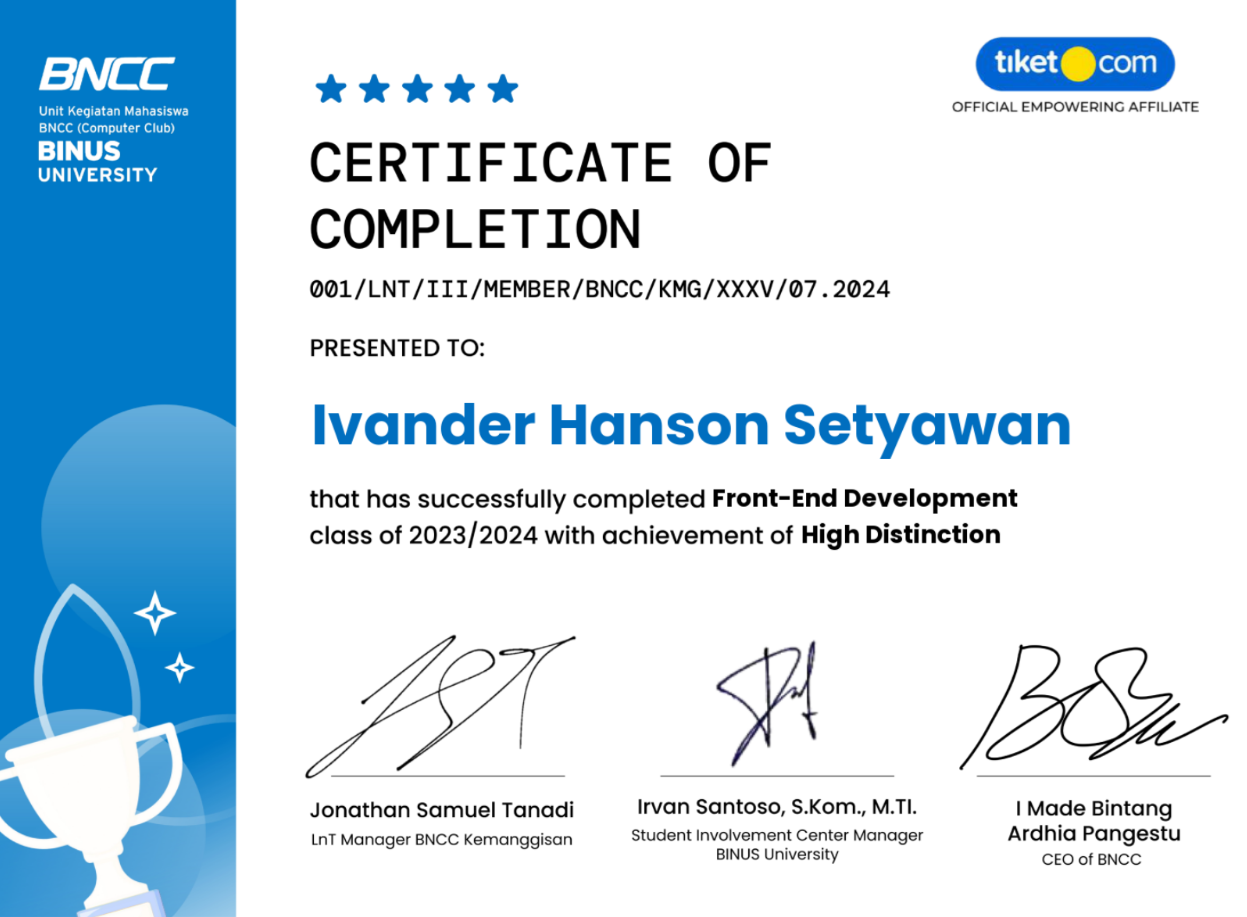 BNCC
Unit Kegiatan Mahasiswa
BNCC (Computer Club)
BINUS
UNIVERSITY
tiket com
OFFICIAL EMPOWERING AFFILIATE
CERTIFICATE OF
COMPLETION
001/LNT/III/MEMBER/BNCC/KMG/XXXV/07.2024
PRESENTED TO:
Ivander Hanson Setyawan
that has successfully completed Front-End Development
class of 2023/2024 with achievement of High Distinction
Jonathan Samuel Tanadi
LnT Manager BNCC Kemanggisan
Irvan Santoso, S.Kom., M.TI.
Student Involvement Center Manager
BINUS University
I Made Bintang
Ardhia Pangestu
CEO of BNCC